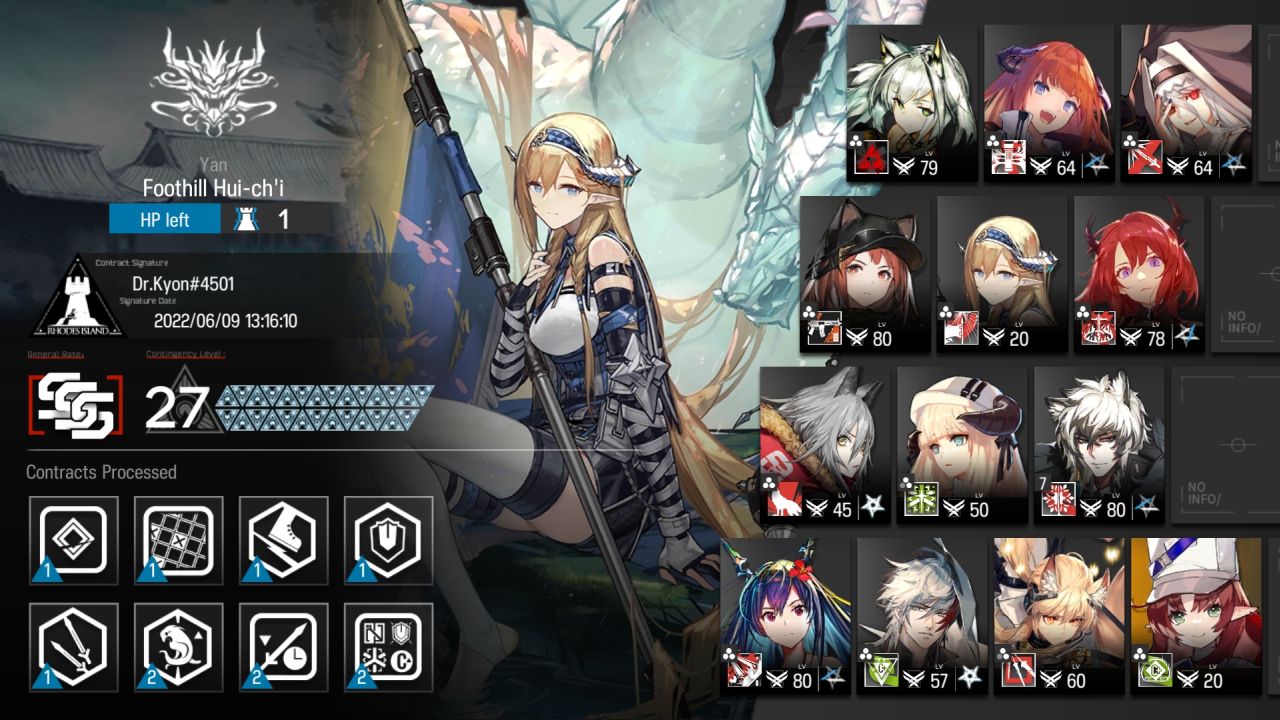 Yan
Foothill Hui-ch'i
HP left 1
Contract Signature
Dr.Kyon#4501
Signature Date
2022/06/09 13:16:10
RHODES ISLAND
General Rate:
Contingency Level:
SSS
27
Contracts Processed
1
1
1
1
1
2
2
2
LV
79
LV
64
LV
64
LV
80
LV
20
LV
78
NO
INFO/
LV
45
LV
50
7
LV
80
NO
INFO/
LV
80
LV
57
LV
60
LV
20